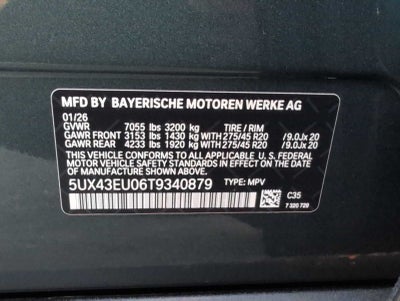 MFD BY BAYERISCHE MOTOREN WERKE AG
01/26
GVWR 7055 lbs 3200 kg TIRE / RIM
GAWR FRONT 3153 lbs 1430 kg ‑ 275/45 R20 / 9.0Jx 20
GAWR REAR 4233 lbs 1920 kg ‑ 275/45 R20 / 9.0Jx 20
THIS VEHICLE CONFORMS TO ALL APPLICABLE U.S. FEDERAL
MOTOR VEHICLE SAFETY STANDARDS IN EFFECT ON THE
DATE OF MANUFACTURE SHOWN ABOVE.
5UX43EU06T9340879 TYPE: MPV
C35
7 320 729